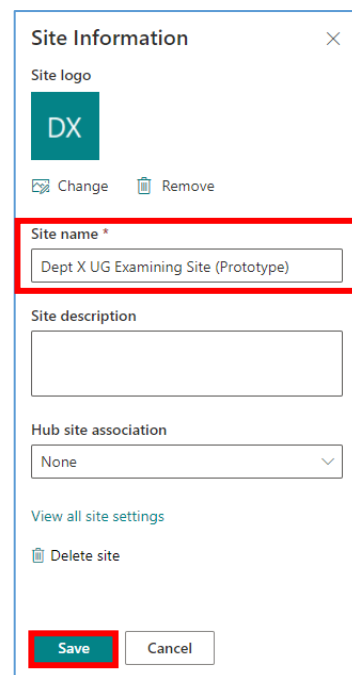 Site Information
Site logo
DX
Change Remove
Site name *
Dept X UG Examining Site (Prototype)
Site description
Hub site association
None
View all site settings
Delete site
Save Cancel